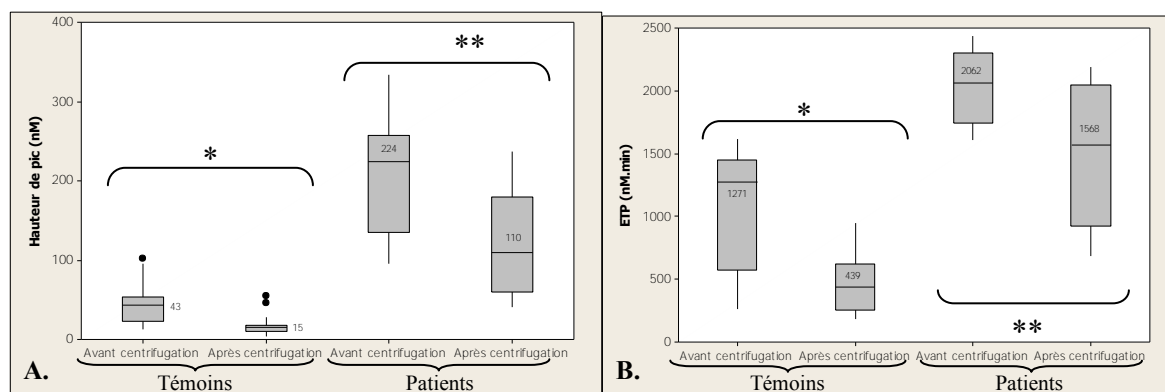 400
300
200
100
0
Hauteur de pic (nM)
*
**
43
15
224
110
Avant centrifugation Après centrifugation Avant centrifugation Après centrifugation
A.
Témoins
Patients
2500
2000
1500
1000
500
0
ETP (nM.min)
*
**
1271
439
2062
1568
Avant centrifugation Après centrifugation Avant centrifugation Après centrifugation
B.
Témoins
Patients